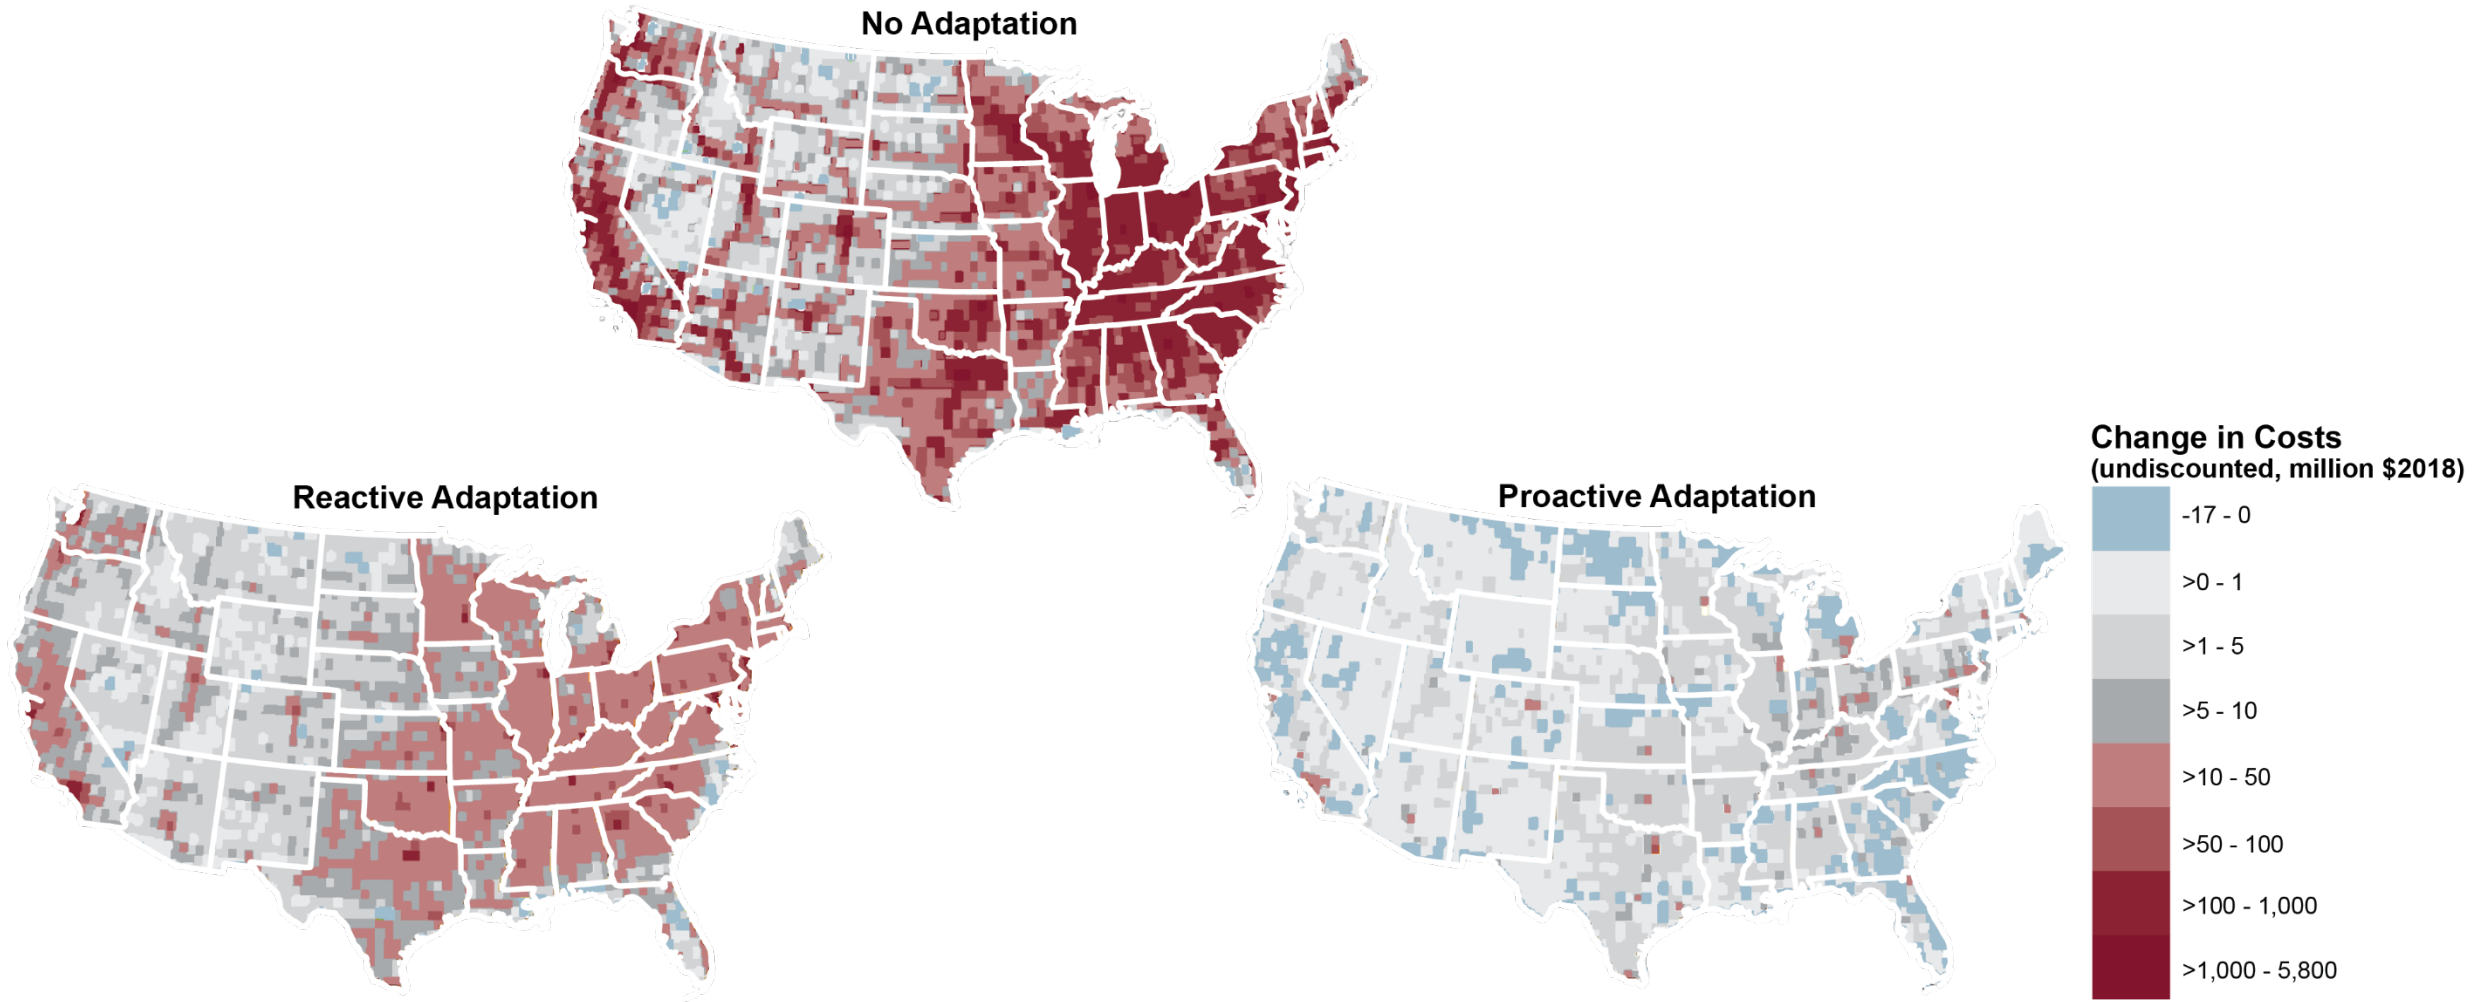 No Adaptation
Reactive Adaptation
Proactive Adaptation
Change in Costs
(undiscounted, million $2018)
-17 - 0
>0 - 1
>1 - 5
>5 - 10
>10 - 50
>50 - 100
>100 - 1,000
>1,000 - 5,800